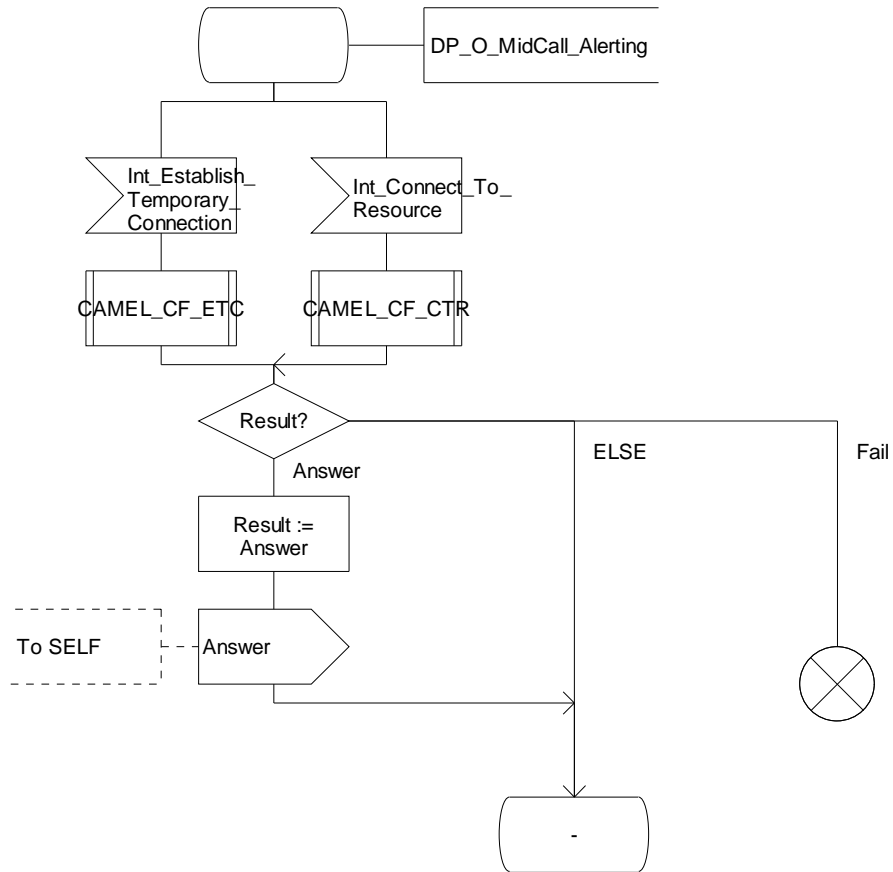 DP_O_MidCall_Alerting
Int_Establish_
Temporary_
Connection
Int_Connect_To_
Resource
CAMEL_CF_ETC
CAMEL_CF_CTR
Result?
ELSE
Fail
Answer
Result :=
Answer
To SELF
Answer
-